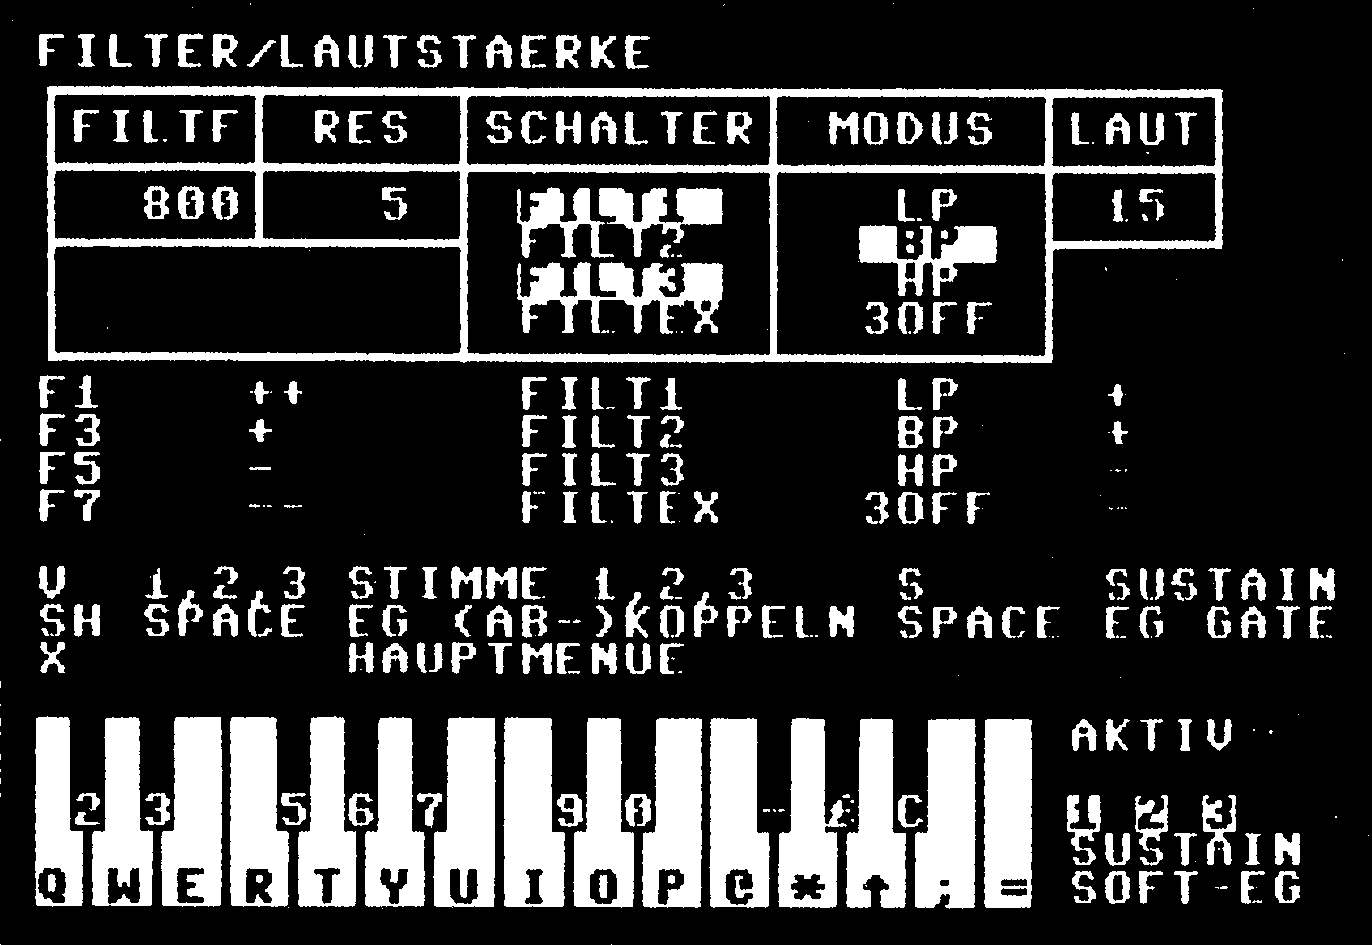 FILTER/LAUTSTAERKE
FILTF RES SCHALTER MODUS LAUT
800 5 FILT1 LP 15
FILT2 BP
FILT3 HP
FILTEX 3OFF
F1 ++ FILT1 LP +
F3 + FILT2 BP +
F5 - FILT3 HP -
F7 -- FILTEX 3OFF -
V 1,2,3 STIMME 1,2,3 S SUSTAIN
SH SPACE EG (AB-)KOPPELN SPACE EG GATE
X HAUPTMENUE
AKTIV
2 3 5 6 7 9 0 - £ C 1 2 3
SUSTAIN
Q W E R T Y U I O P @ * ↑ ; = SOFT-EG